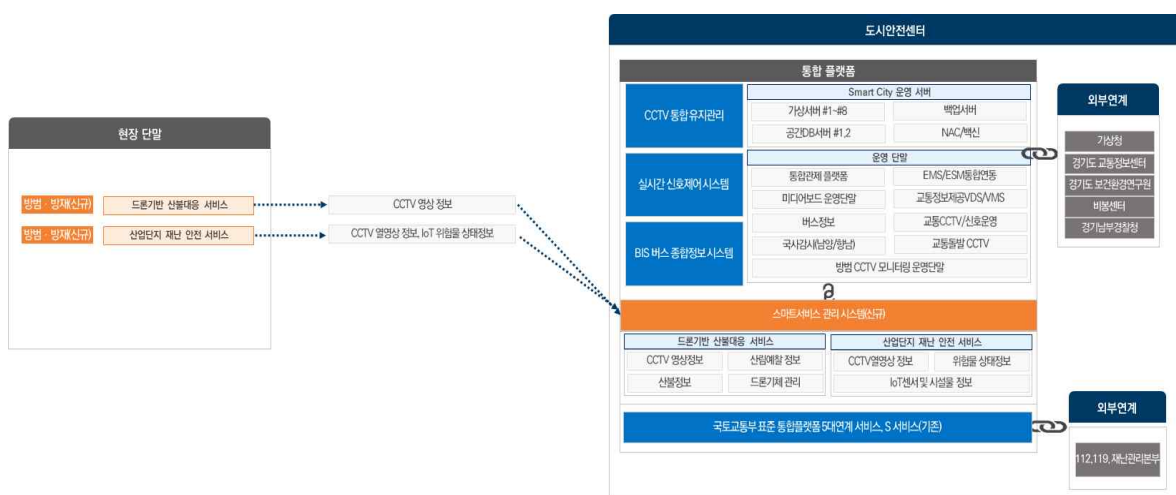 도시안전센터
통합 플랫폼
Smart City 운영 서버
CCTV 통합 유지관리
가상서버 #1~#8
백업서버
공간DB서버 #1,2
NAC/백신
운영 단말
실시간 신호제어 시스템
통합관제 플랫폼
EMS/ESM통합연동
미디어보드 운영단말
교통정보제공VDS/VMS
버스정보
교통CCTV/신호운영
BIS 버스 종합정보 시스템
국사감시(남양/향남)
교통돌발 CCTV
방범 CCTV 모니터링 운영단말
외부연계
기상청
경기도 교통정보센터
경기도 보건환경연구원
비봉센터
경기남부경찰청
현장 단말
방범 · 방재(신규)
드론기반 산불대응 서비스
CCTV 영상 정보
방범 · 방재(신규)
산업단지 재난 안전 서비스
CCTV 열영상 정보, IoT 위험물 상태정보
스마트서비스 관리 시스템(신규)
드론기반 산불대응 서비스
산업단지 재난 안전 서비스
CCTV 영상정보
산림예찰 정보
CCTV열영상 정보
위험물 상태정보
산불정보
드론기체 관리
IoT센서 및 시설물 정보
국토교통부 표준 통합플랫폼 5대연계 서비스, S 서비스(기존)
외부연계
112,119, 재난관리본부